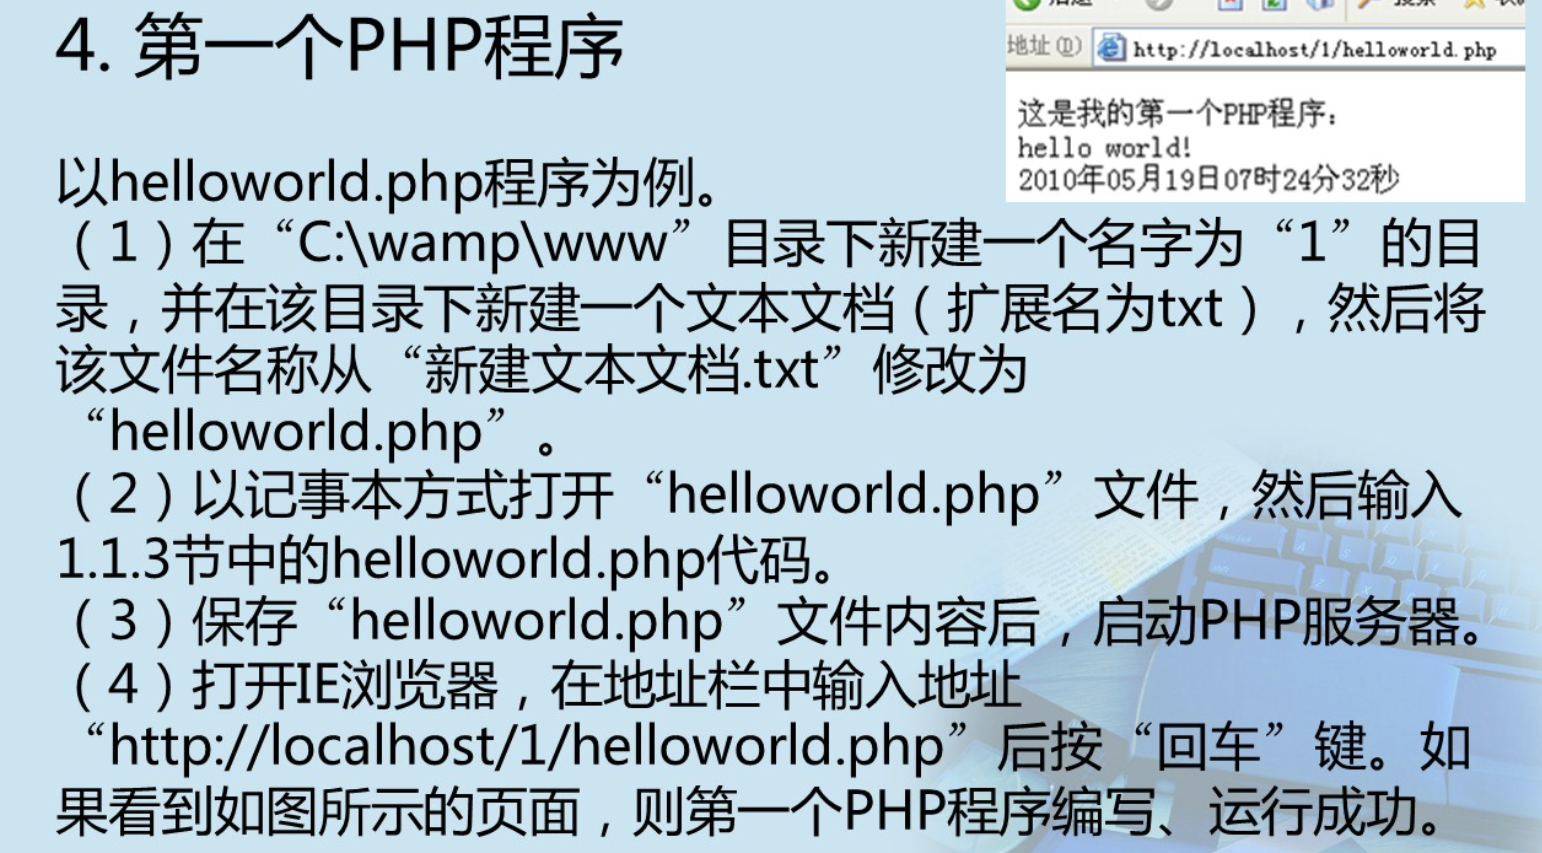 4. 第一个PHP程序
地址(D) http://localhost/1/helloworld.php
这是我的第一个PHP程序：
hello world!
2010年05月19日07时24分32秒
以helloworld.php程序为例。
（1）在“C:\wamp\www”目录下新建一个名字为“1”的目
录，并在该目录下新建一个文本文档（扩展名为txt），然后将
该文件名称从“新建文本文档.txt”修改为
“helloworld.php”。
（2）以记事本方式打开“helloworld.php”文件，然后输入
1.1.3节中的helloworld.php代码。
（3）保存“helloworld.php”文件内容后，启动PHP服务器。
（4）打开IE浏览器，在地址栏中输入地址
“http://localhost/1/helloworld.php”后按“回车”键。如
果看到如图所示的页面，则第一个PHP程序编写、运行成功。